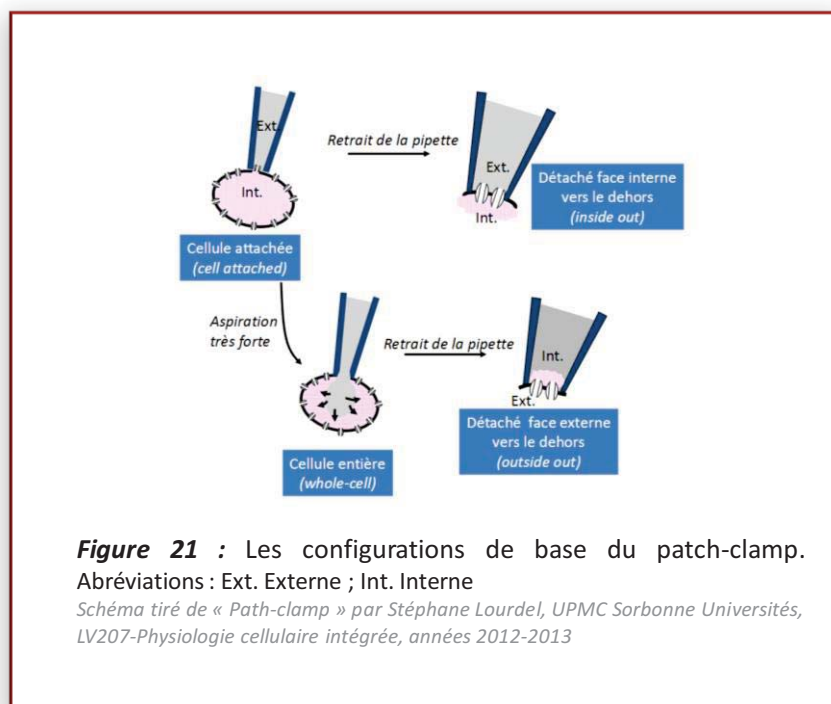 Ext.
Retrait de la pipette
Ext.
Int.
Int.
Détaché face interne
vers le dehors
(inside out)
Cellule attachée
(cell attached)
Aspiration
très forte
Retrait de la pipette
Int.
Ext.
Détaché face externe
vers le dehors
(outside out)
Cellule entière
(whole-cell)
Figure 21 : Les configurations de base du patch-clamp.
Abréviations : Ext. Externe ; Int. Interne
Schéma tiré de « Path-clamp » par Stéphane Lourdel, UPMC Sorbonne Universités,
LV207-Physiologie cellulaire intégrée, années 2012-2013